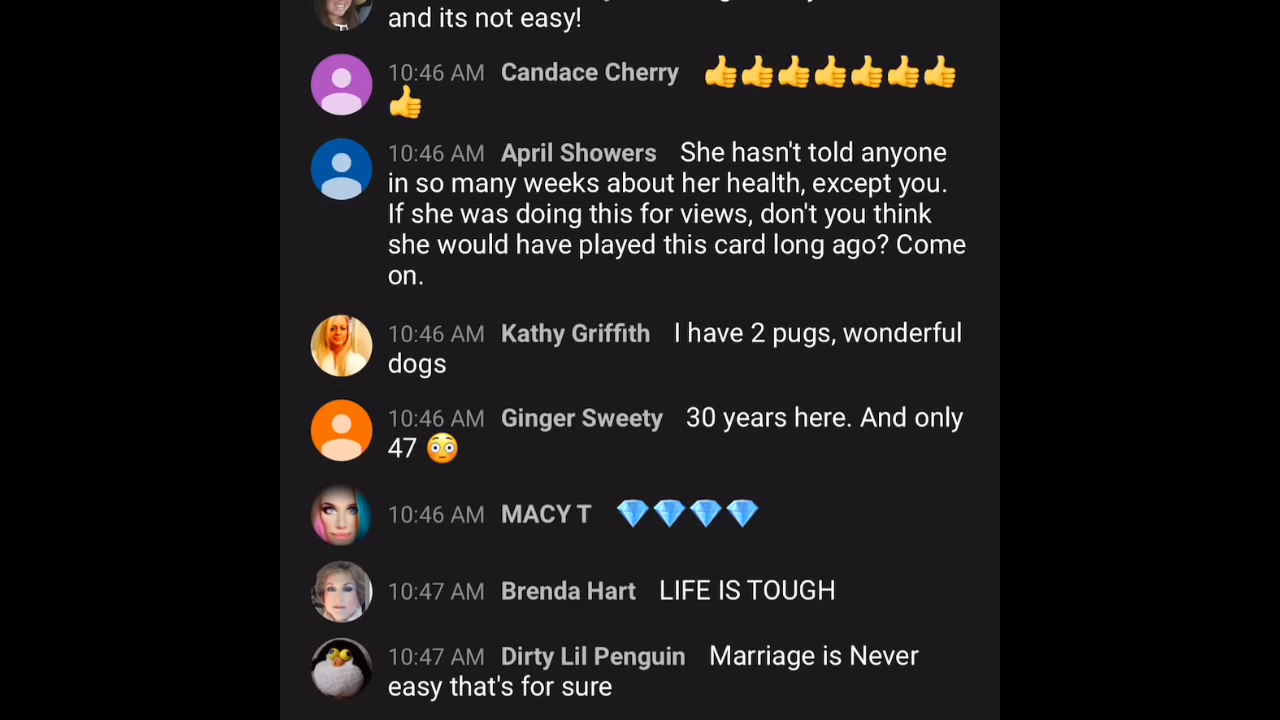 and its not easy!
10:46 AM Candace Cherry 👍👍👍👍👍👍👍
👍
10:46 AM April Showers She hasn't told anyone
in so many weeks about her health, except you.
If she was doing this for views, don't you think
she would have played this card long ago? Come
on.
10:46 AM Kathy Griffith I have 2 pugs, wonderful
dogs
10:46 AM Ginger Sweety 30 years here. And only
47 😳
10:46 AM MACY T 💎💎💎💎
10:47 AM Brenda Hart LIFE IS TOUGH
10:47 AM Dirty Lil Penguin Marriage is Never
easy that's for sure